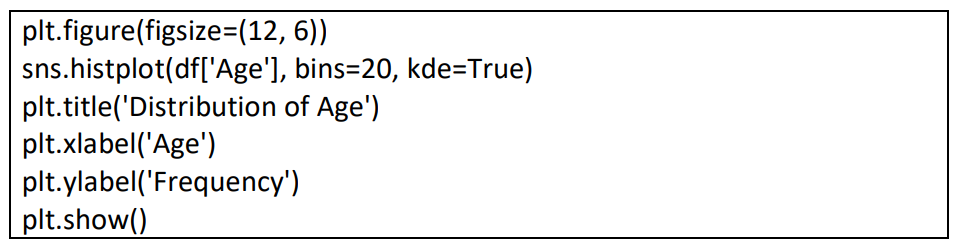 plt.figure(figsize=(12, 6))
sns.histplot(df['Age'], bins=20, kde=True)
plt.title('Distribution of Age')
plt.xlabel('Age')
plt.ylabel('Frequency')
plt.show()